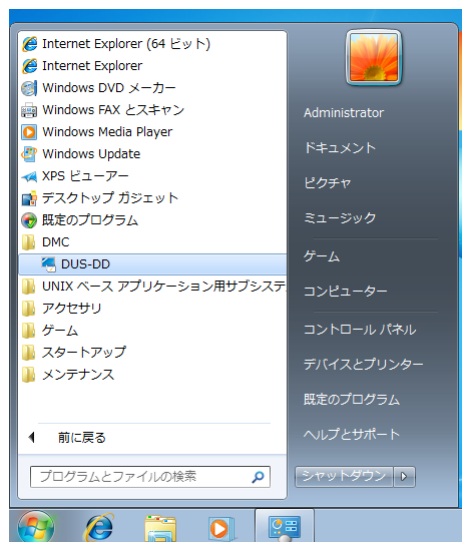 Internet Explorer (64 ビット)
Internet Explorer
Windows DVD メーカー
Windows FAX とスキャン
Windows Media Player
Windows Update
XPS ビューアー
デスクトップ ガジェット
既定のプログラム
DMC
DUS-DD
UNIX ベース アプリケーション用サブシステ
アクセサリ
ゲーム
スタートアップ
メンテナンス
前に戻る
プログラムとファイルの検索
Administrator
ドキュメント
ピクチャ
ミュージック
ゲーム
コンピューター
コントロール パネル
デバイスとプリンター
既定のプログラム
ヘルプとサポート
シャットダウン